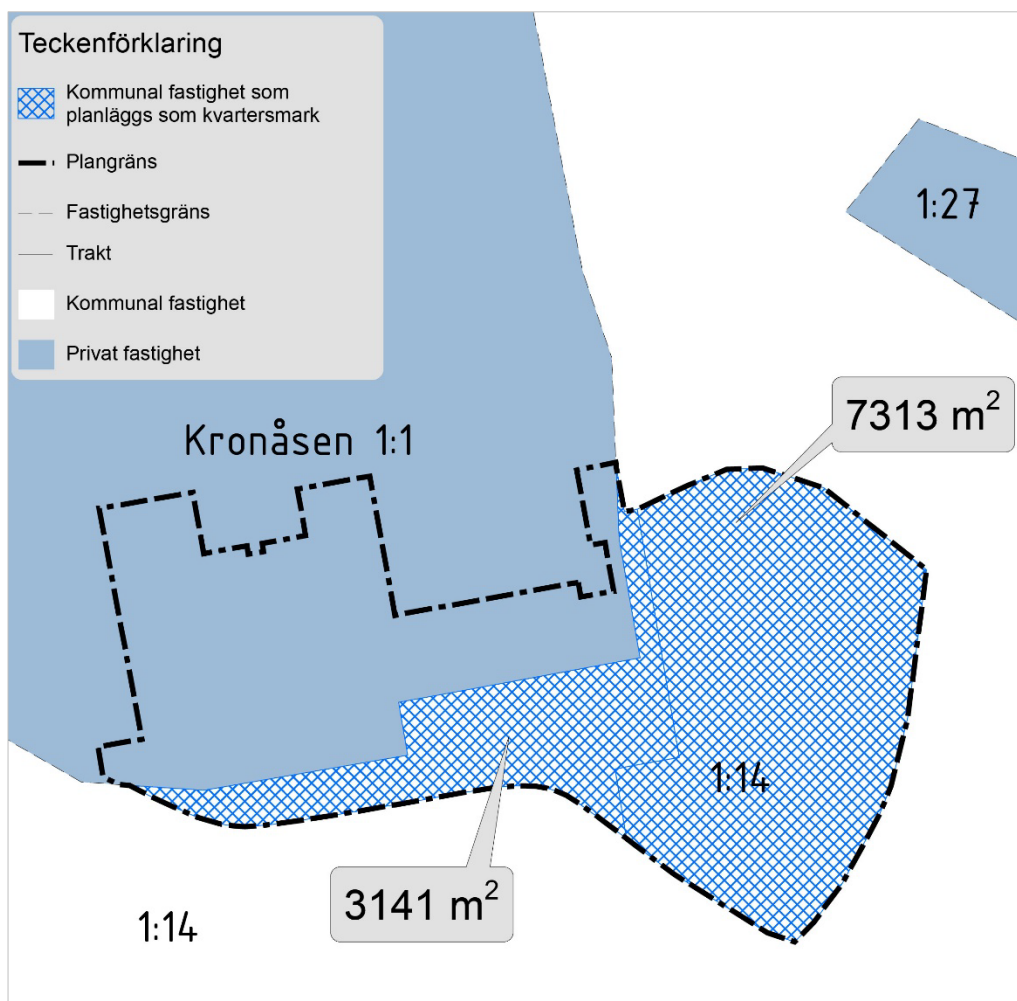 Teckenförklaring
Kommunal fastighet som
planläggs som kvartersmark
Plangräns
Fastighetsgräns
Trakt
Kommunal fastighet
Privat fastighet
1:27
7313 m²
Kronåsen 1:1
1:14
3141 m²
1:14